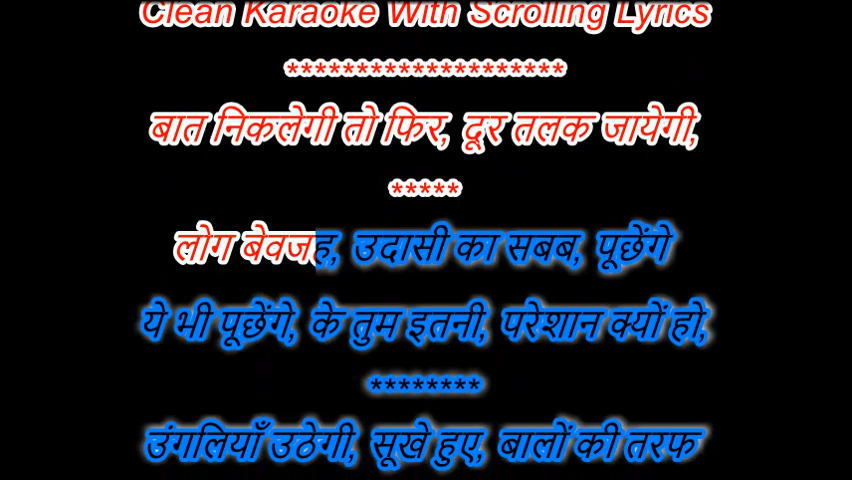 Clean Karaoke With Scrolling Lyrics
********************
बात निकलेगी तो फिर, दूर तलक जायेगी,
*****
लोग बेवजह, उदासी का सबब, पूछेंगे
ये भी पूछेंगे, के तुम इतनी, परेशान क्यों हो,
********
उंगलियाँ उठेगी, सूखे हुए, बालों की तरफ